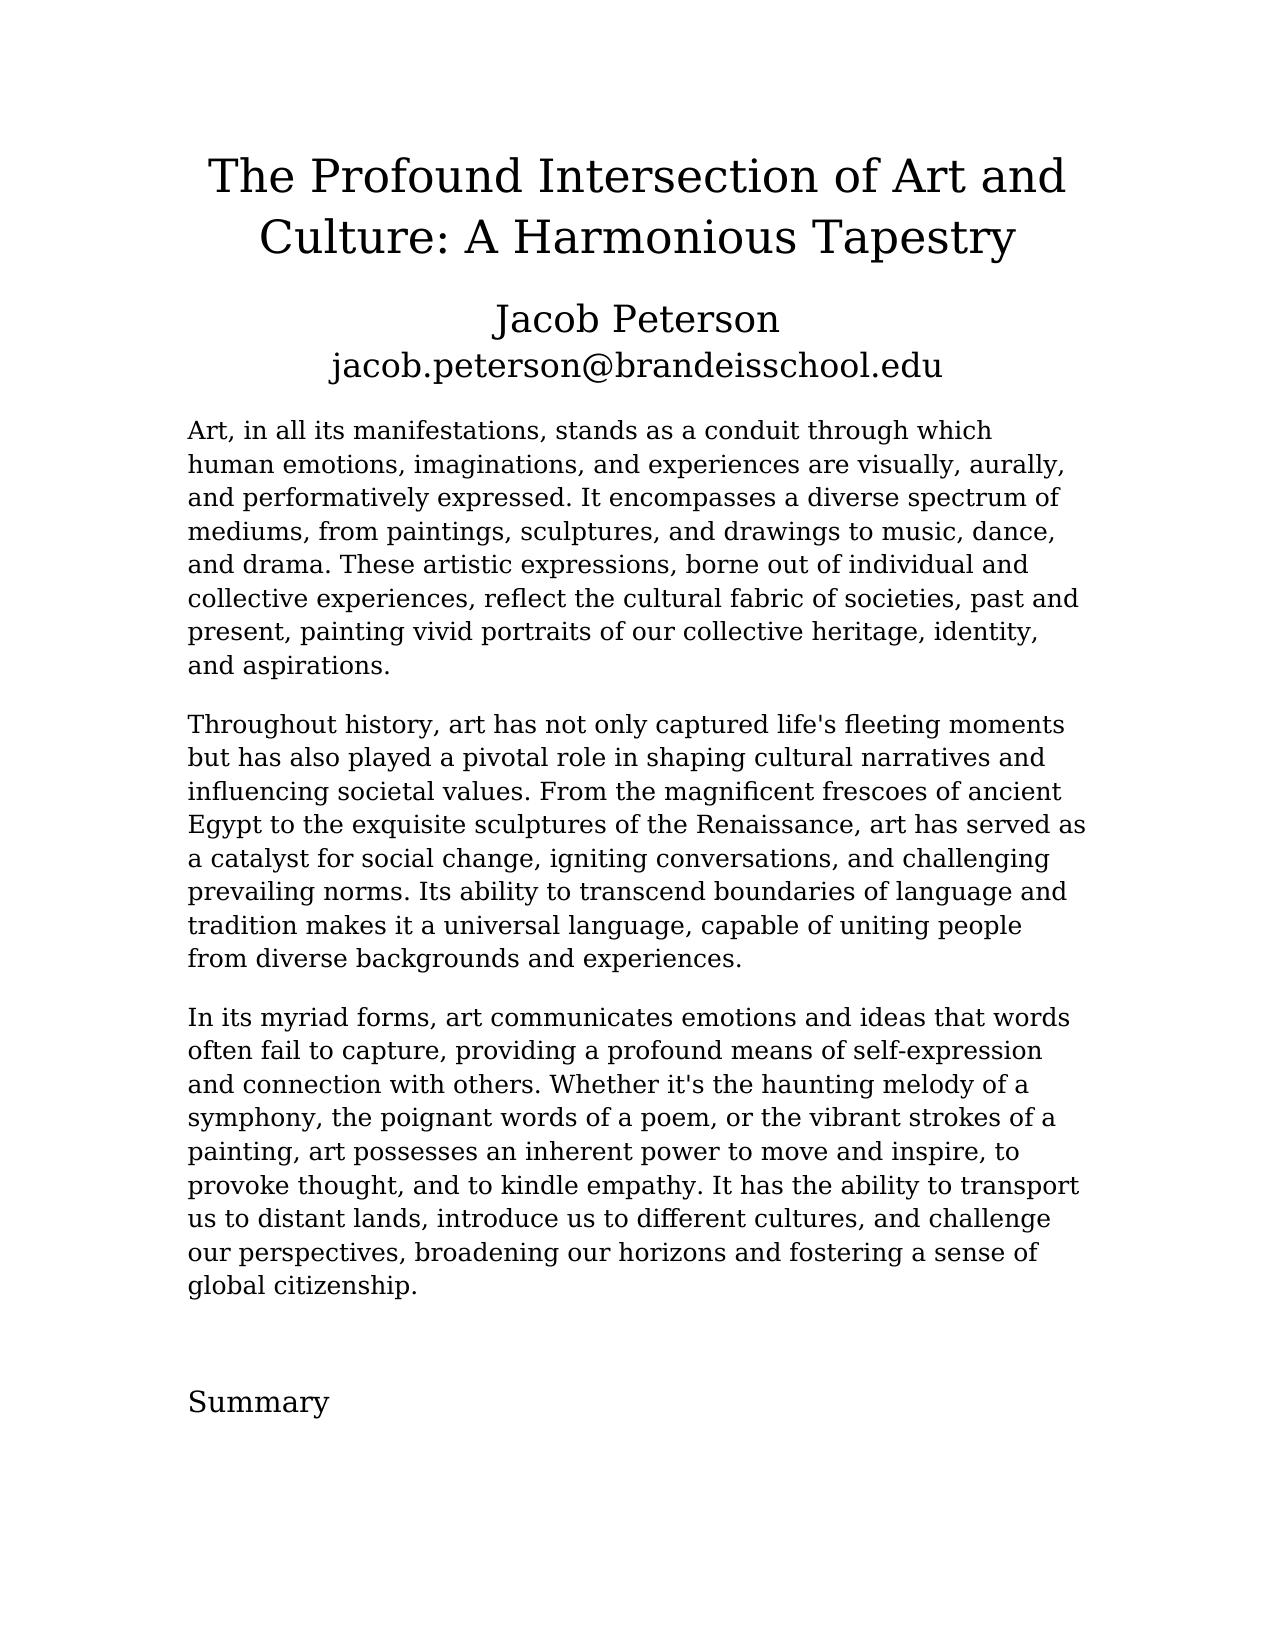 The Profound Intersection of Art and
Culture: A Harmonious Tapestry
Jacob Peterson
jacob.peterson@brandeisschool.edu
Art, in all its manifestations, stands as a conduit through which
human emotions, imaginations, and experiences are visually, aurally,
and performatively expressed. It encompasses a diverse spectrum of
mediums, from paintings, sculptures, and drawings to music, dance,
and drama. These artistic expressions, borne out of individual and
collective experiences, reflect the cultural fabric of societies, past and
present, painting vivid portraits of our collective heritage, identity,
and aspirations.
Throughout history, art has not only captured life's fleeting moments
but has also played a pivotal role in shaping cultural narratives and
influencing societal values. From the magnificent frescoes of ancient
Egypt to the exquisite sculptures of the Renaissance, art has served as
a catalyst for social change, igniting conversations, and challenging
prevailing norms. Its ability to transcend boundaries of language and
tradition makes it a universal language, capable of uniting people
from diverse backgrounds and experiences.
In its myriad forms, art communicates emotions and ideas that words
often fail to capture, providing a profound means of self-expression
and connection with others. Whether it's the haunting melody of a
symphony, the poignant words of a poem, or the vibrant strokes of a
painting, art possesses an inherent power to move and inspire, to
provoke thought, and to kindle empathy. It has the ability to transport
us to distant lands, introduce us to different cultures, and challenge
our perspectives, broadening our horizons and fostering a sense of
global citizenship.
Summary